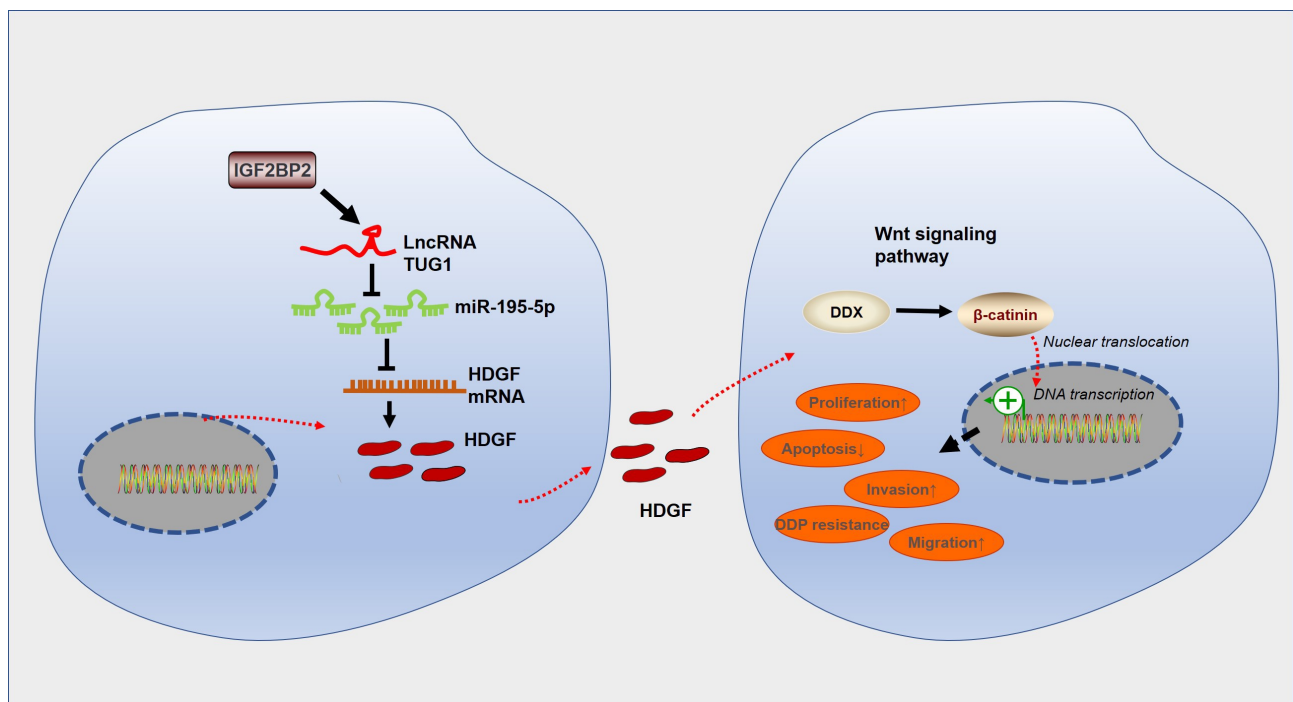 IGF2BP2
LncRNA
TUG1
miR-195-5p
HDGF
mRNA
HDGF
HDGF
Wnt signaling
pathway
DDX
β-catinin
Nuclear translocation
DNA transcription
Proliferation↑
Apoptosis↓
Invasion↑
DDP resistance
Migration↑